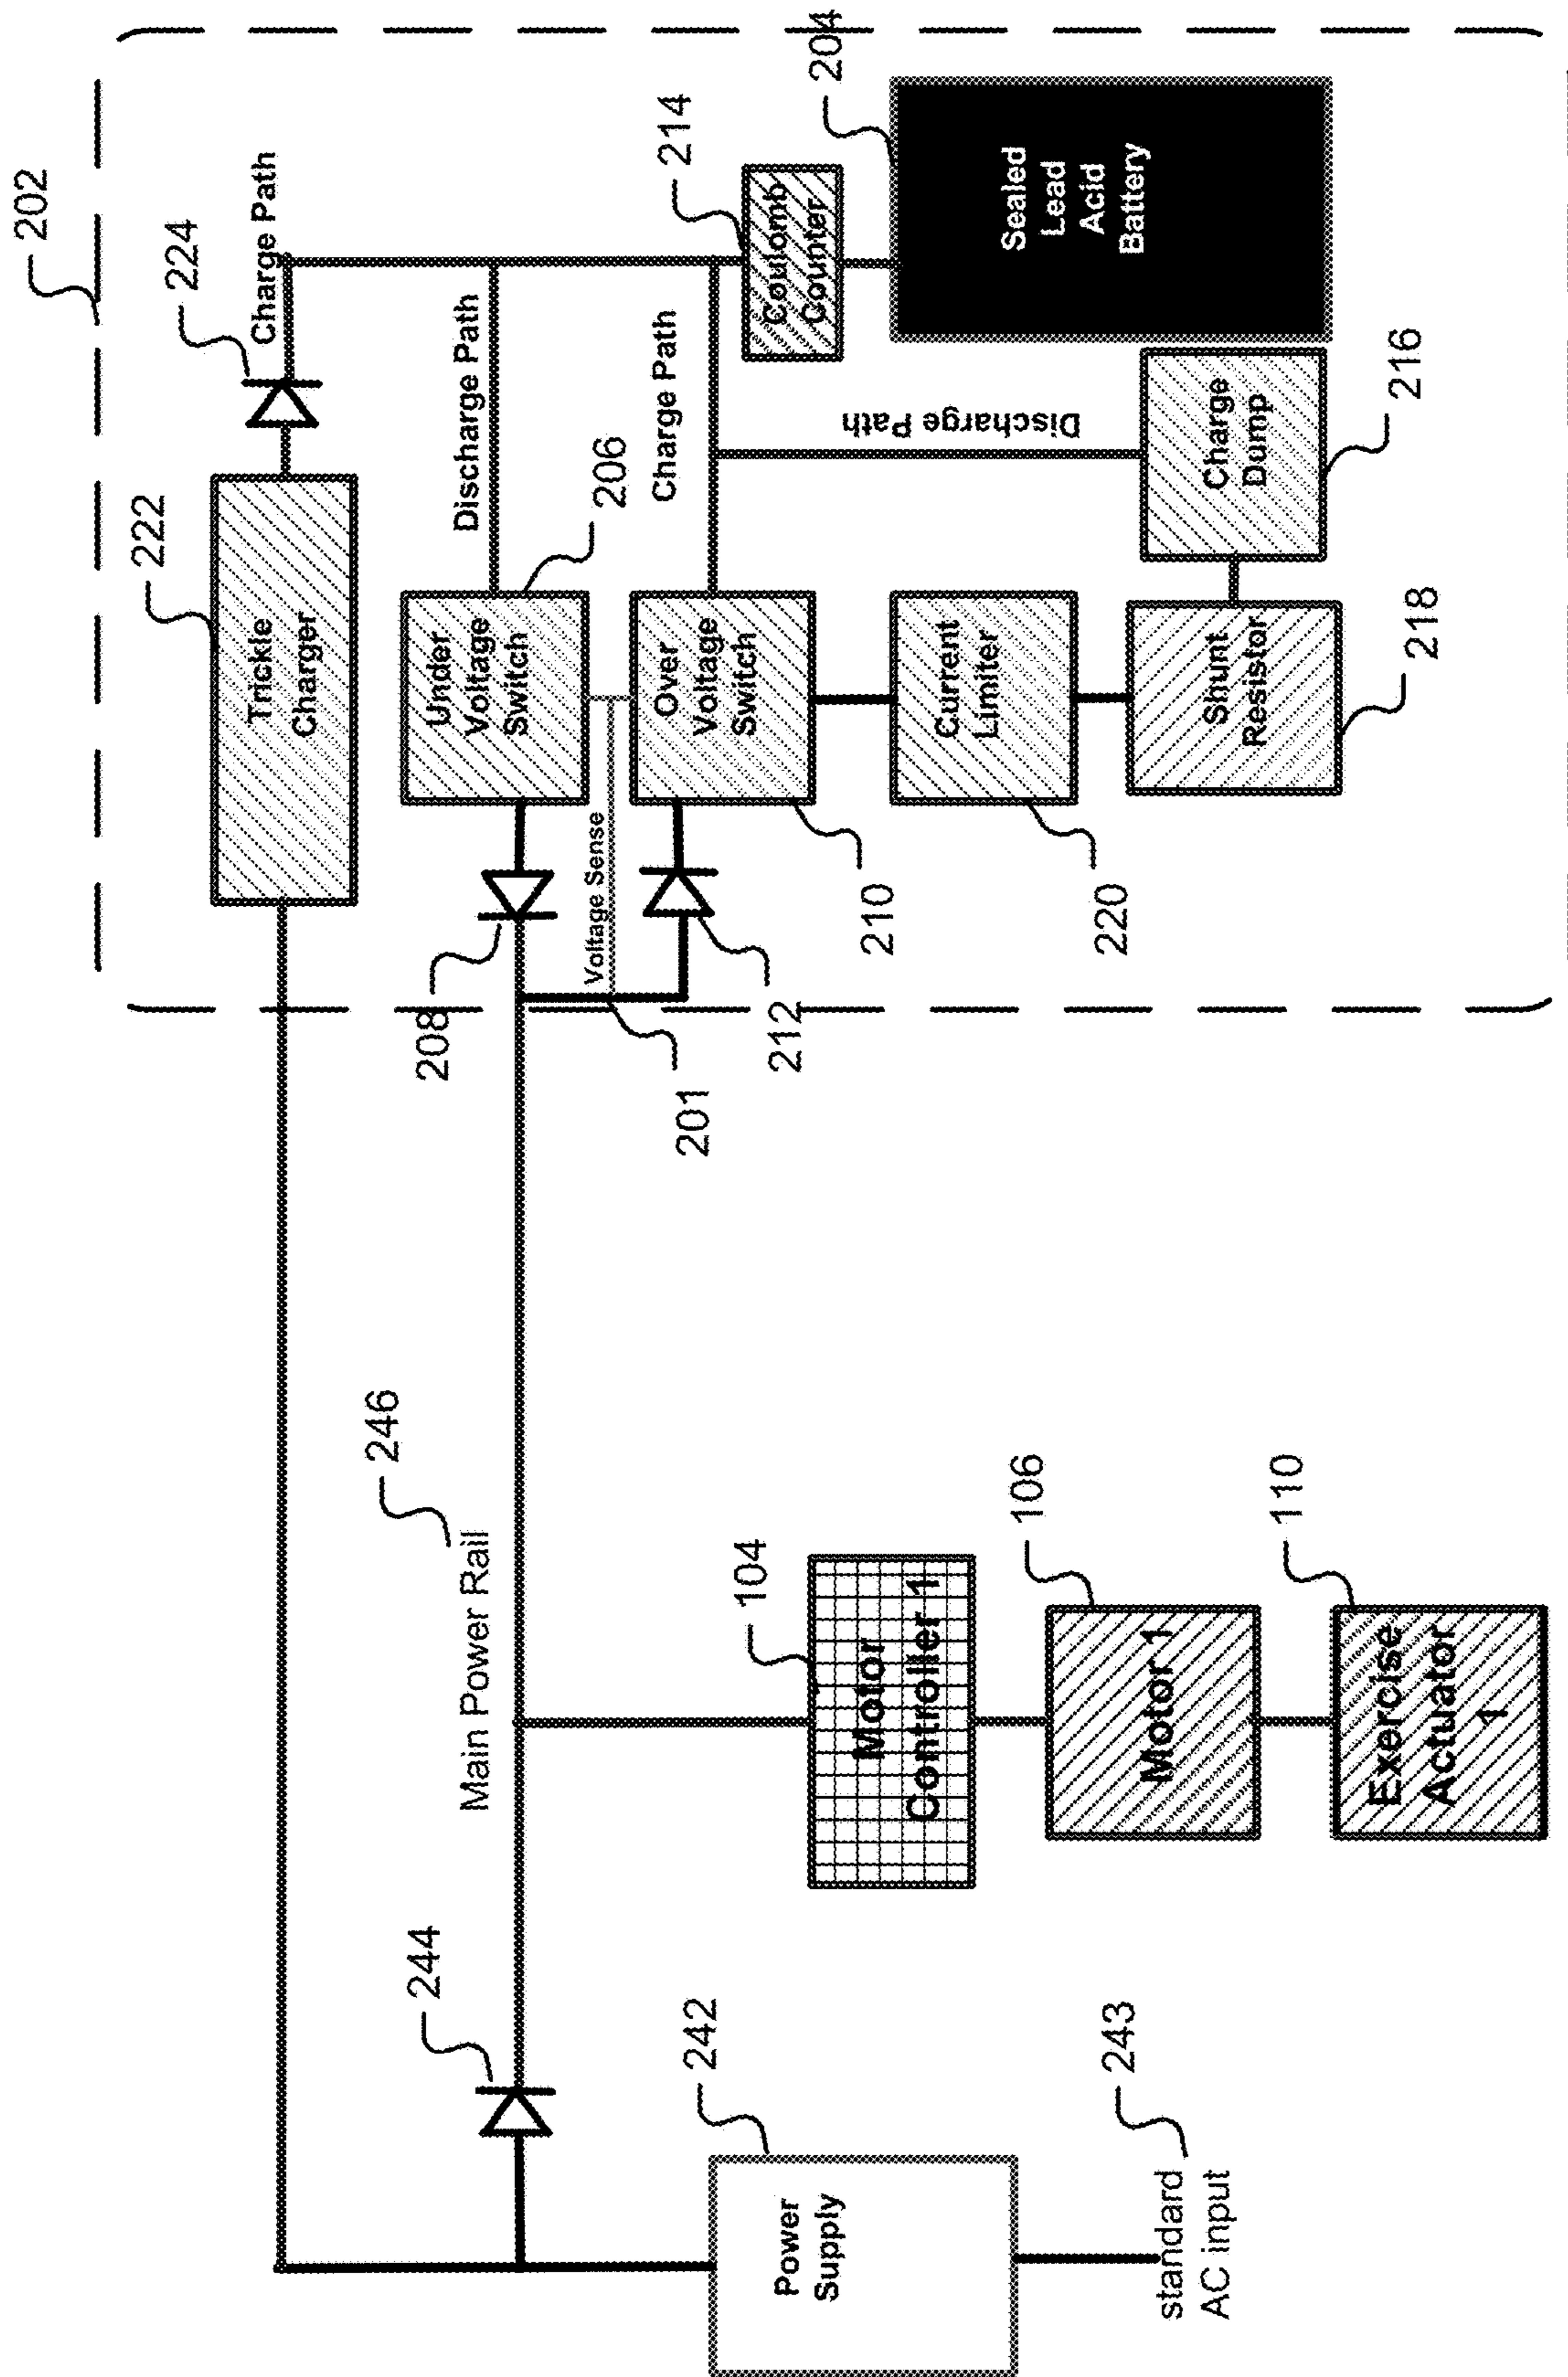 202
222
Trickle
Charger
224
Charge Path
Discharge Path
206
Under
Voltage
Switch
208
Voltage Sense
201
Over
Voltage
Switch
Charge Path
210
212
214
Coulomb
Counter
204
Sealed
Lead
Acid
Battery
Discharge Path
Charge
Dump
216
Shunt
Resistor
218
Current
Limiter
220
246
Main Power Rail
244
104
Motor
Controller 1
106
Motor 1
110
Exercise
Actuator
1
242
Power
Supply
243
standard
AC input